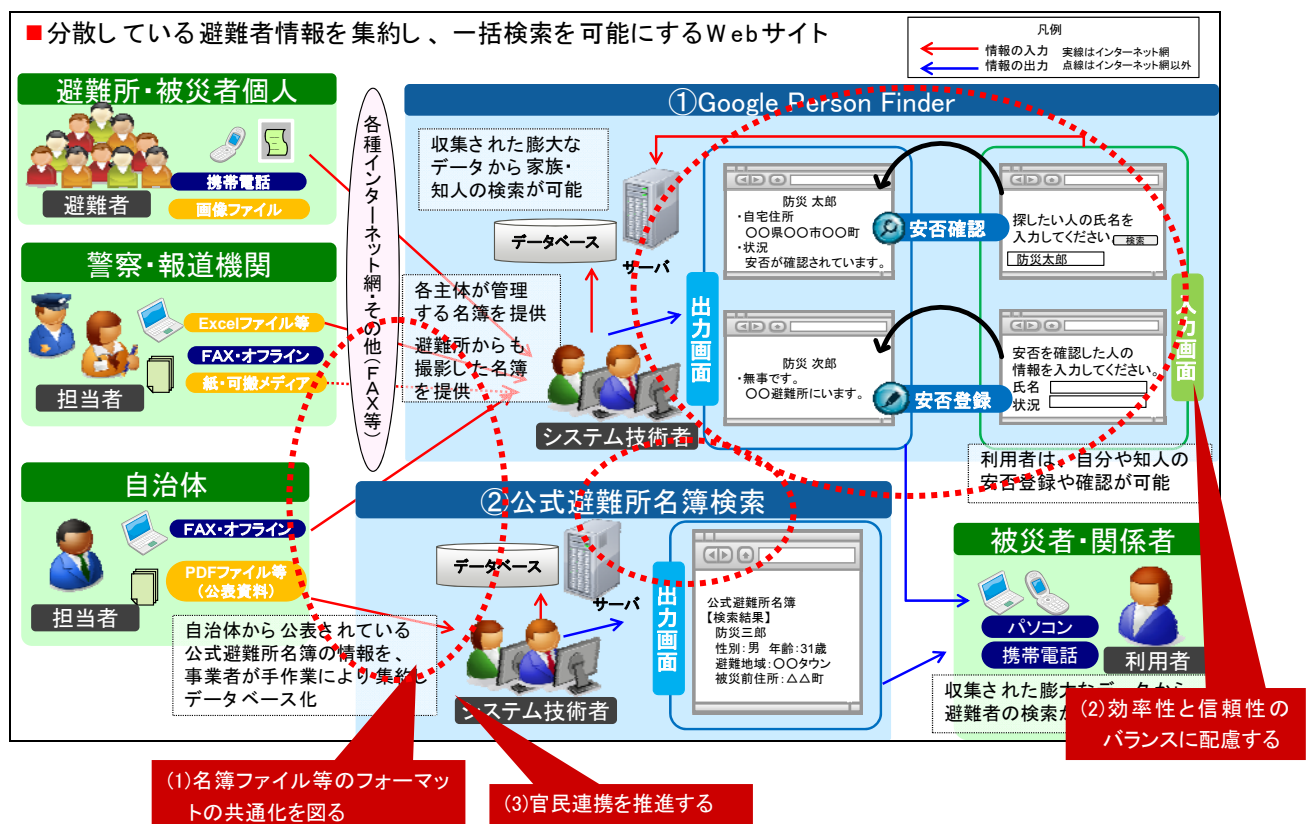 ■分散している避難者情報を集約し、一括検索を可能にするWebサイト
凡例
情報の入力 実線はインターネット網
情報の出力 点線はインターネット網以外
避難所・被災者個人
避難者
携帯電話
画像ファイル
警察・報道機関
担当者
Excelファイル等
FAX・オフライン
紙・可搬メディア
自治体
担当者
FAX・オフライン
PDFファイル等
(公表資料)
自治体から公表されている
公式避難所名簿の情報を、
事業者が手作業により集約し
データベース化
各種インターネット網・その他(FAX等)
①Google Person Finder
収集された膨大な
データから家族・
知人の検索が可能
データベース
サーバ
各主体が管理
する名簿を提供
避難所からも
撮影した名簿
を提供
システム技術者
出力画面
防災 太郎
・自宅住所
〇〇県〇〇市〇〇町
・状況
安否が確認されています。
安否確認
探したい人の氏名を
入力してください。 検索
防災太郎
防災 次郎
・無事です。
〇〇避難所にいます。
安否登録
安否を確認した人の
情報を入力してください。
氏名
状況
入力画面
利用者は、自分や知人の
安否登録や確認が可能
②公式避難所名簿検索
データベース
サーバ
システム技術者
出力画面
公式避難所名簿
【検索結果】
防災三郎
性別:男 年齢:31歳
避難地域:〇〇タウン
被災前住所:△△町
被災者・関係者
パソコン
携帯電話
利用者
収集された膨大なデータから
避難者の検索が
(1)名簿ファイル等のフォーマッ
トの共通化を図る
(3)官民連携を推進する
(2)効率性と信頼性の
バランスに配慮する